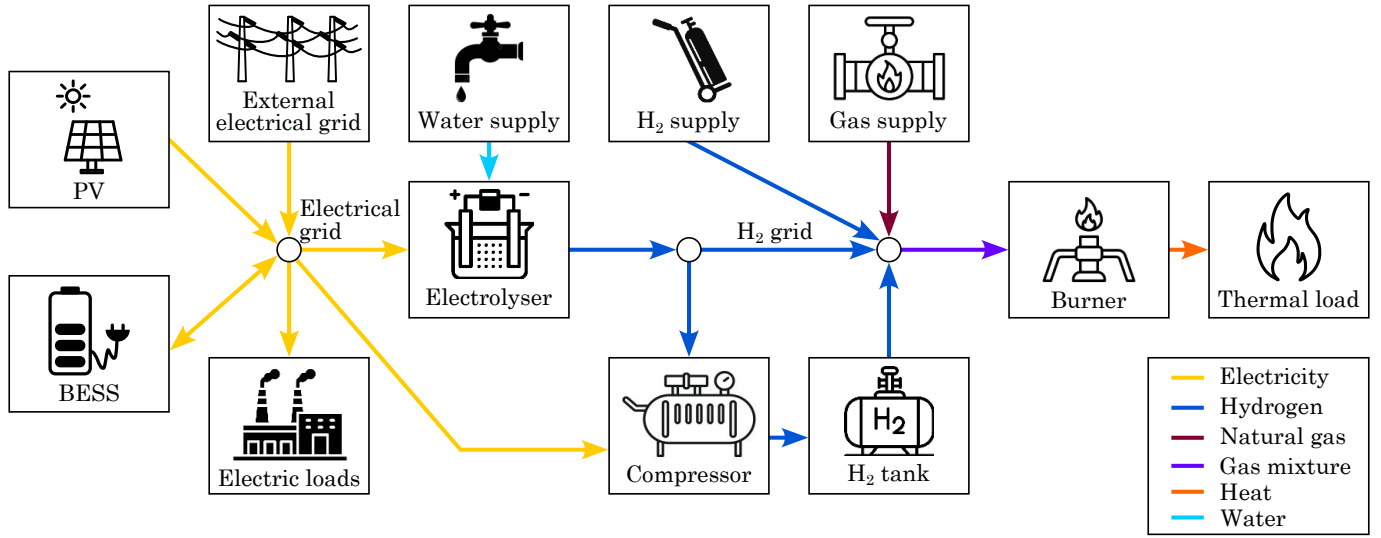 External
electrical grid
Water supply
H₂ supply
Gas supply
PV
Electrical
grid
+ −
H₂ grid
Electrolyser
Burner
Thermal load
BESS
Electric loads
Compressor
H₂
H₂ tank
Electricity
Hydrogen
Natural gas
Gas mixture
Heat
Water